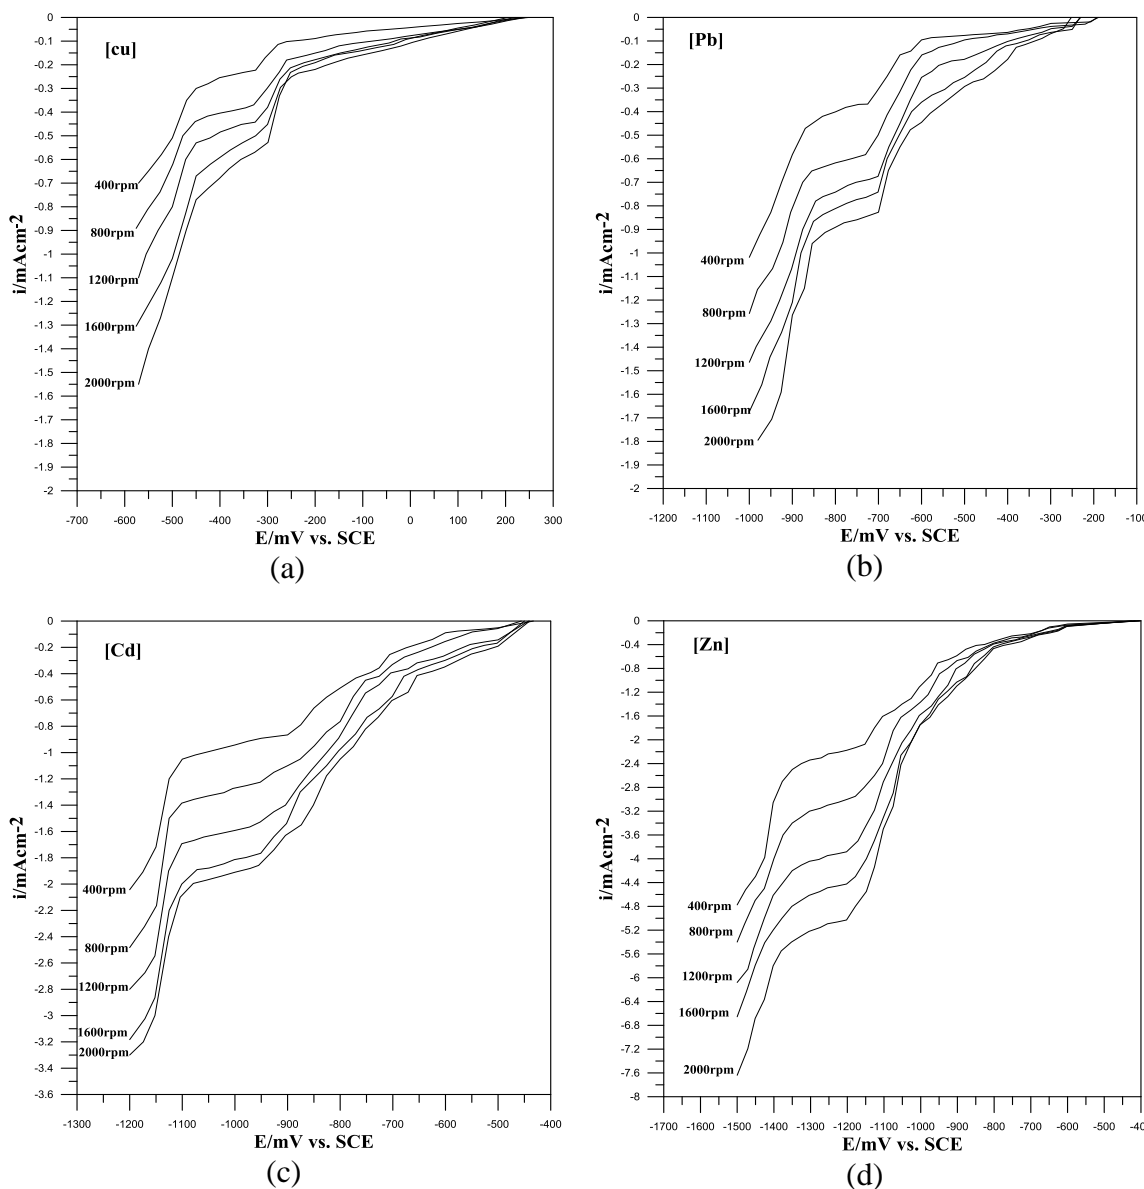 [cu]
0
-0.1
-0.2
-0.3
-0.4
-0.5
-0.6
-0.7
-0.8
-0.9
-1
-1.1
-1.2
-1.3
-1.4
-1.5
-1.6
-1.7
-1.8
-1.9
-2
i/mAcm-2
400rpm
800rpm
1200rpm
1600rpm
2000rpm
-700 -600 -500 -400 -300 -200 -100 0 100 200 300
E/mV vs. SCE
(a)
[Pb]
0
-0.1
-0.2
-0.3
-0.4
-0.5
-0.6
-0.7
-0.8
-0.9
-1
-1.1
-1.2
-1.3
-1.4
-1.5
-1.6
-1.7
-1.8
-1.9
-2
i/mAcm-2
400rpm
800rpm
1200rpm
1600rpm
2000rpm
-1200 -1100 -1000 -900 -800 -700 -600 -500 -400 -300 -200 -100
E/mV vs. SCE
(b)
[Cd]
0
-0.2
-0.4
-0.6
-0.8
-1
-1.2
-1.4
-1.6
-1.8
-2
-2.2
-2.4
-2.6
-2.8
-3
-3.2
-3.4
-3.6
i/mAcm-2
400rpm
800rpm
1200rpm
1600rpm
2000rpm
-1300 -1200 -1100 -1000 -900 -800 -700 -600 -500 -400
E/mV vs. SCE
(c)
[Zn]
0
-0.4
-0.8
-1.2
-1.6
-2
-2.4
-2.8
-3.2
-3.6
-4
-4.4
-4.8
-5.2
-5.6
-6
-6.4
-6.8
-7.2
-7.6
-8
i/mAcm-2
400rpm
800rpm
1200rpm
1600rpm
2000rpm
-1700 -1600 -1500 -1400 -1300 -1200 -1100 -1000 -900 -800 -700 -600 -500 -400
E/mV vs. SCE
(d)